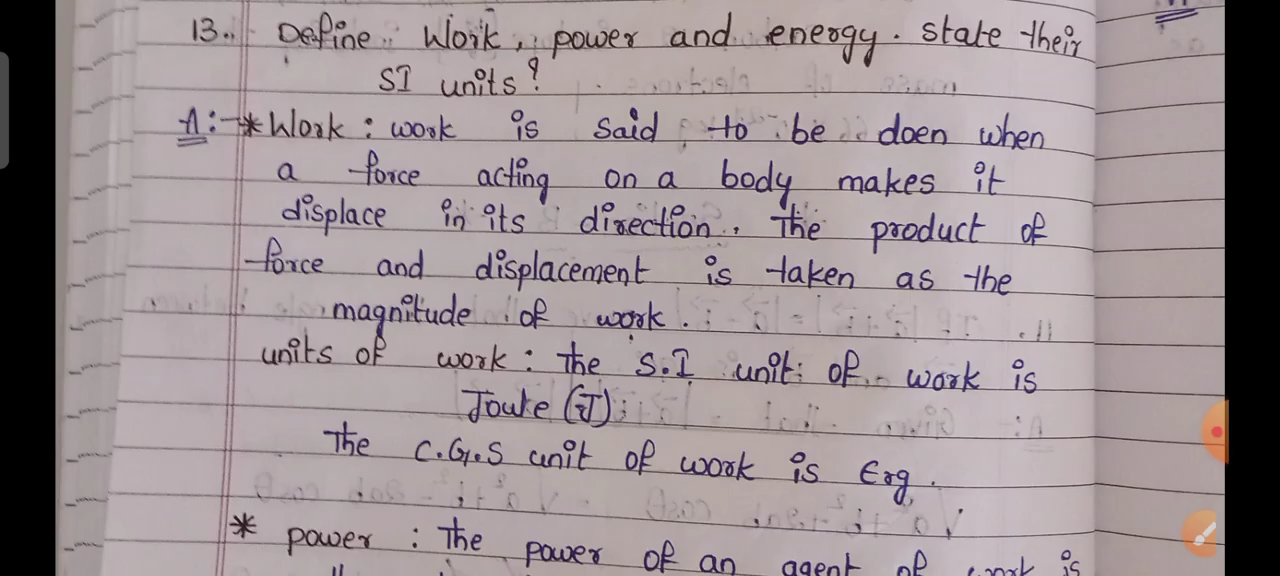 13. Define work, power and energy. state their
SI units?
A:- * Work: work is said to be doen when
a force acting on a body makes it
displace in its direction. The product of
force and displacement is taken as the
magnitude of work.
units of work: the S.I unit of work is
Joule (J)
The C.G.S unit of work is Erg.
* power: The power of an agent of work is